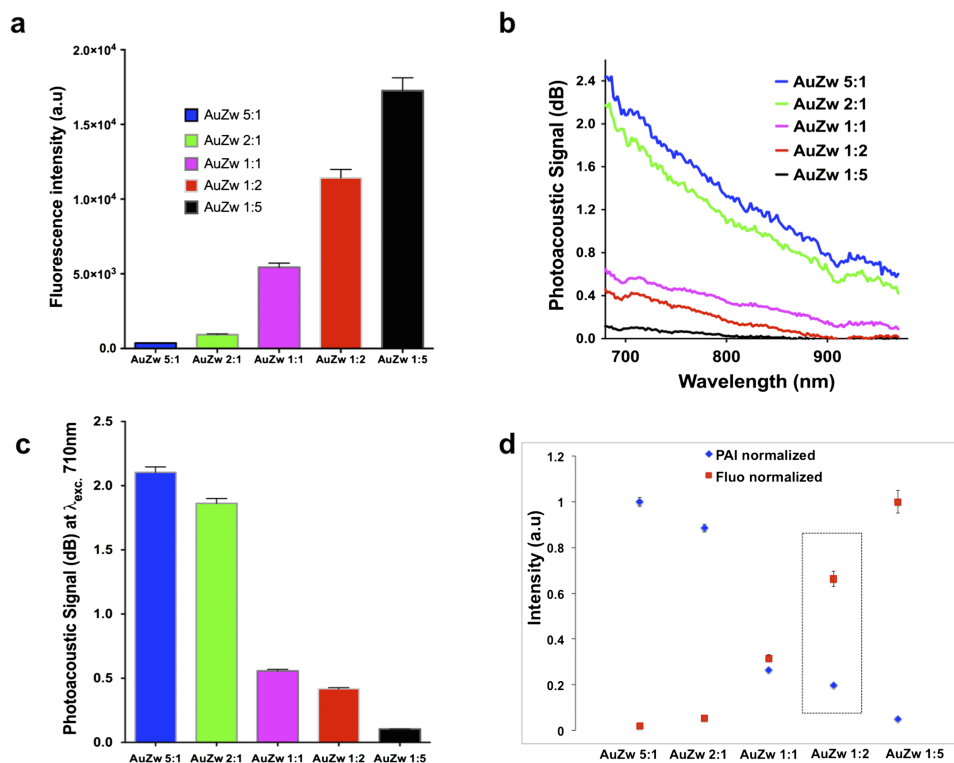 a
2.0×10⁴
1.5×10⁴
1.0×10⁴
5.0×10³
0.0
Fluorescence intensity (a.u)
AuZw 5:1
AuZw 2:1
AuZw 1:1
AuZw 1:2
AuZw 1:5
AuZw 5:1 AuZw 2:1 AuZw 1:1 AuZw 1:2 AuZw 1:5
b
2.4
2.0
1.6
1.2
0.8
0.4
0.0
Photoacoustic Signal (dB)
AuZw 5:1
AuZw 2:1
AuZw 1:1
AuZw 1:2
AuZw 1:5
700 800 900
Wavelength (nm)
c
2.5
2.0
1.5
1.0
0.5
0.0
Photoacoustic Signal (dB) at λexc. 710nm
AuZw 5:1 AuZw 2:1 AuZw 1:1 AuZw 1:2 AuZw 1:5
d
1.2
1
0.8
0.6
0.4
0.2
0
Intensity (a.u)
PAI normalized
Fluo normalized
AuZw 5:1 AuZw 2:1 AuZw 1:1 AuZw 1:2 AuZw 1:5